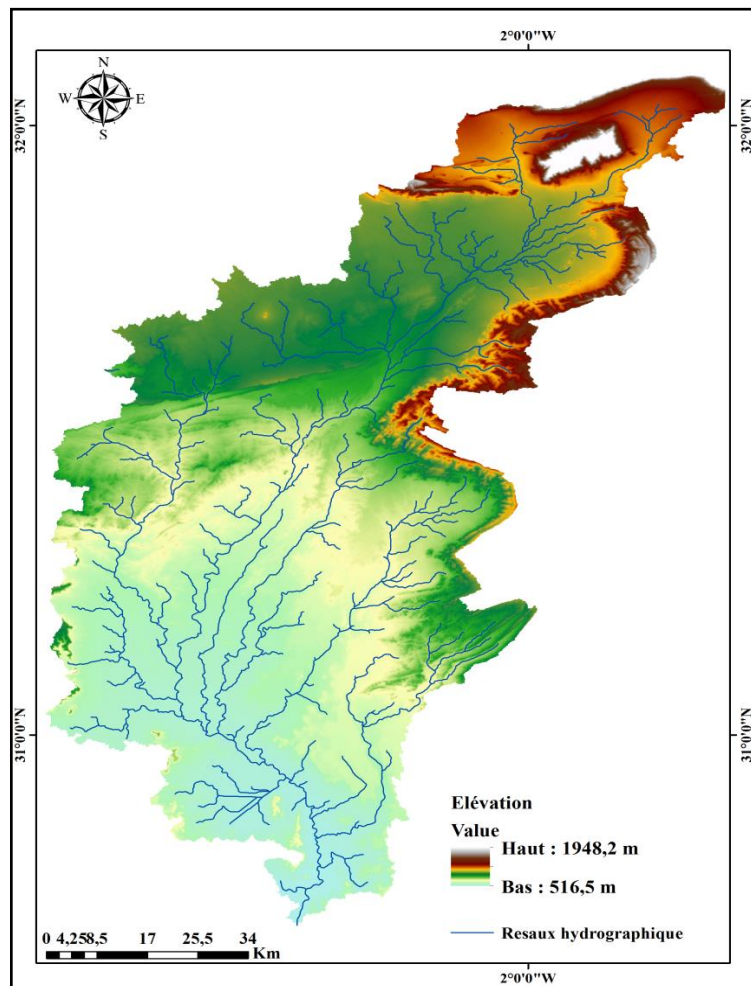 2°0'0"W
N
W E
S
32°0'0"N 32°0'0"N
31°0'0"N 31°0'0"N
Elévation
Value
Haut : 1948,2 m
Bas : 516,5 m
Resaux hydrographique
0 4,25 8,5 17 25,5 34
Km
2°0'0"W